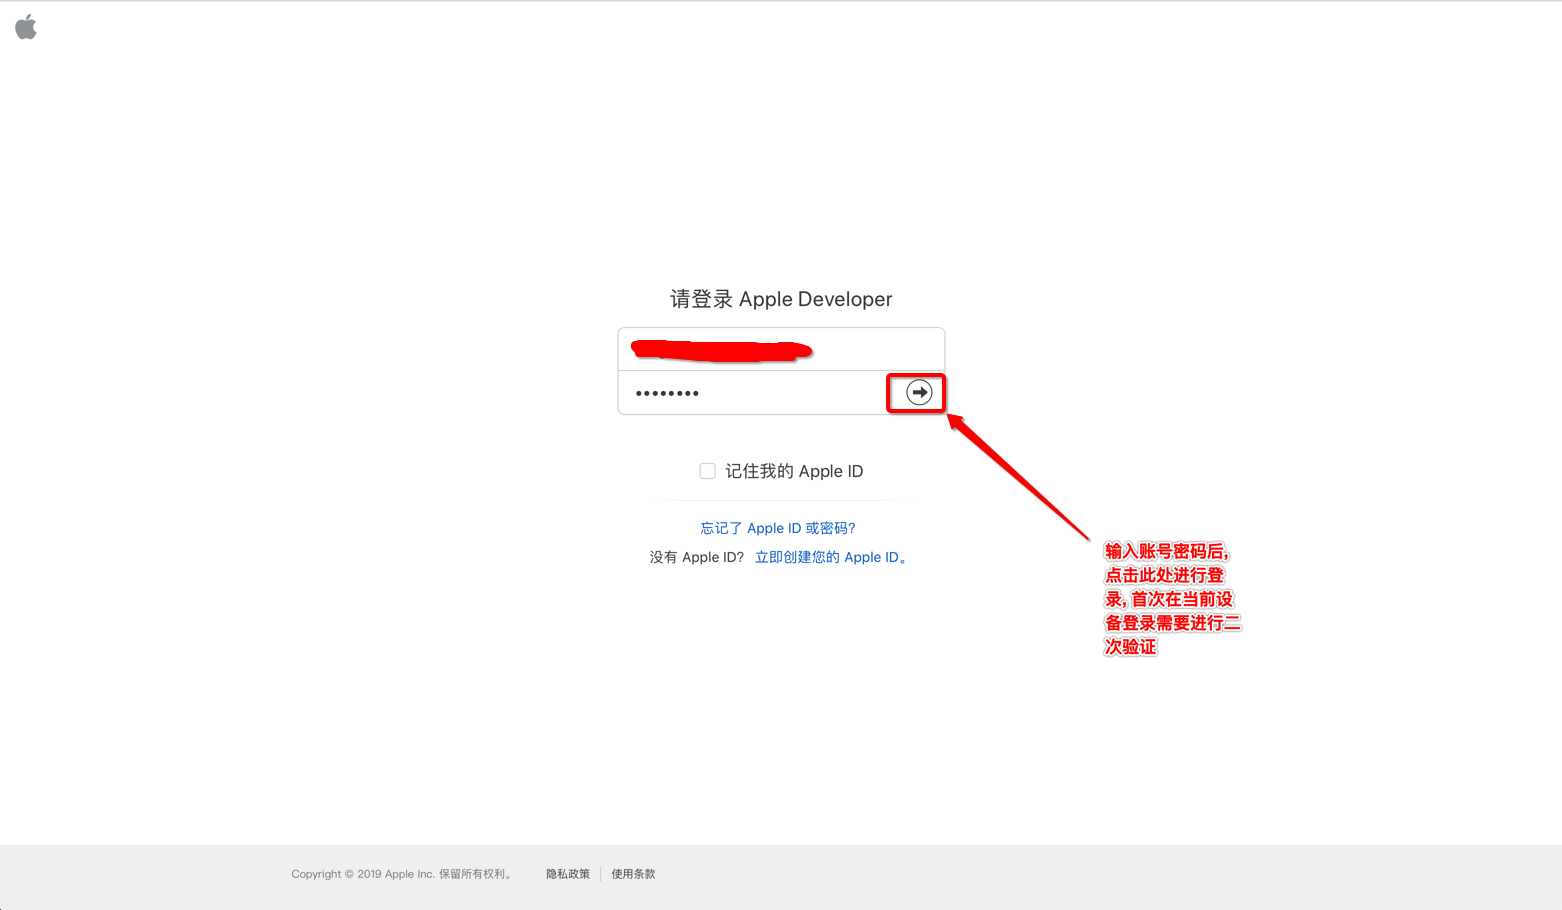 请登录 Apple Developer
••••••••
记住我的 Apple ID
忘记了 Apple ID 或密码?
没有 Apple ID? 立即创建您的 Apple ID。
输入账号密码后,
点击此处进行登
录, 首次在当前设
备登录需要进行二
次验证
Copyright © 2019 Apple Inc. 保留所有权利。 隐私政策 使用条款